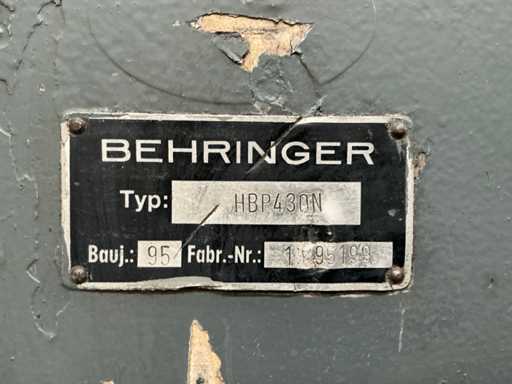 BEHRINGER
Typ: HBP430N
Bauj.: 95 Fabr.-Nr.: